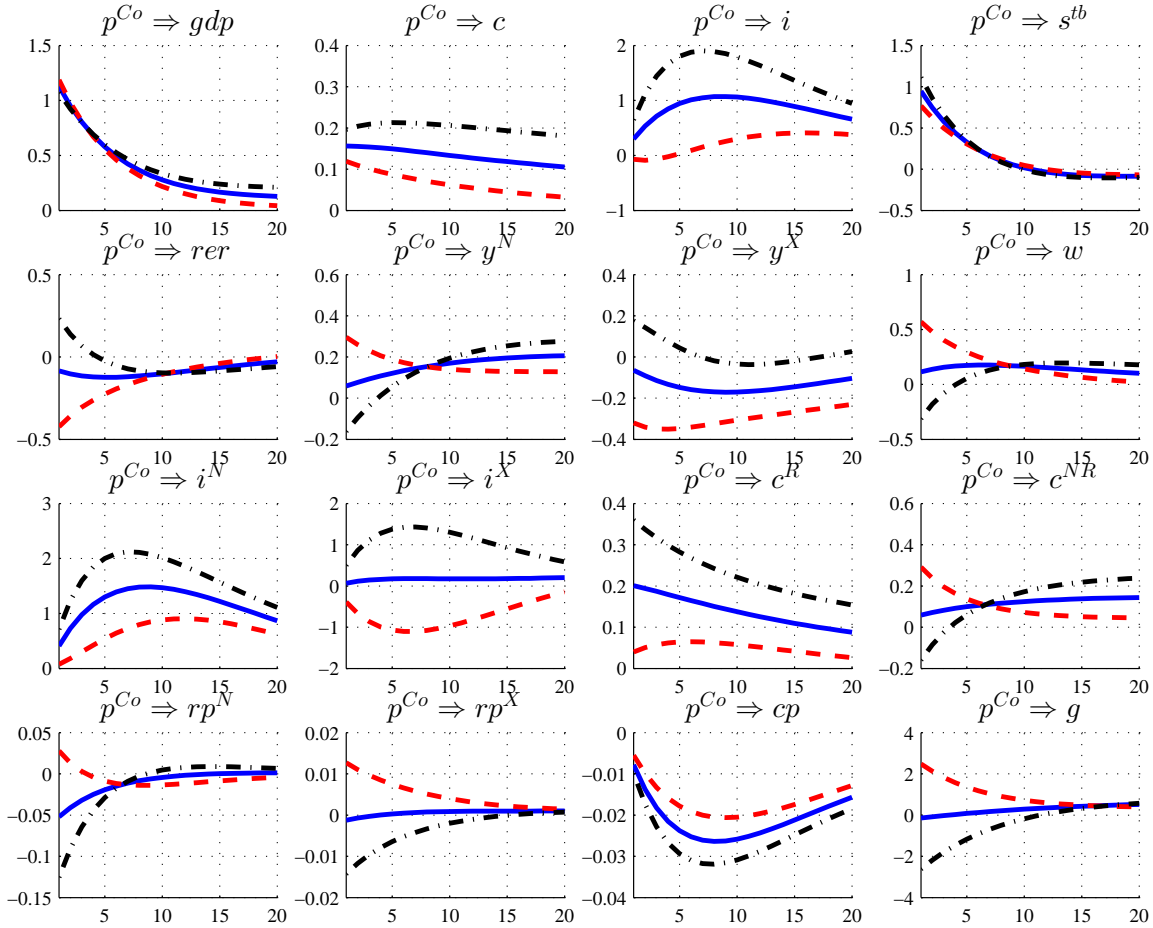 p^{Co} ⇒ gdp
p^{Co} ⇒ c
p^{Co} ⇒ i
p^{Co} ⇒ s^{tb}
1.5
1
0.5
0
5 10 15 20
0.4
0.3
0.2
0.1
0
5 10 15 20
2
1
0
−1
5 10 15 20
1.5
1
0.5
0
−0.5
5 10 15 20
p^{Co} ⇒ rer
p^{Co} ⇒ y^{N}
p^{Co} ⇒ y^{X}
p^{Co} ⇒ w
0.5
0
−0.5
5 10 15 20
0.6
0.4
0.2
0
−0.2
5 10 15 20
0.4
0.2
0
−0.2
−0.4
5 10 15 20
1
0.5
0
−0.5
5 10 15 20
p^{Co} ⇒ i^{N}
p^{Co} ⇒ i^{X}
p^{Co} ⇒ c^{R}
p^{Co} ⇒ c^{NR}
3
2
1
0
5 10 15 20
2
1
0
−1
−2
5 10 15 20
0.4
0.3
0.2
0.1
0
5 10 15 20
0.6
0.4
0.2
0
−0.2
5 10 15 20
p^{Co} ⇒ rp^{N}
p^{Co} ⇒ rp^{X}
p^{Co} ⇒ cp
p^{Co} ⇒ g
0.05
0
−0.05
−0.1
−0.15
5 10 15 20
0.02
0.01
0
−0.01
−0.02
5 10 15 20
0
−0.01
−0.02
−0.03
−0.04
5 10 15 20
4
2
0
−2
−4
5 10 15 20